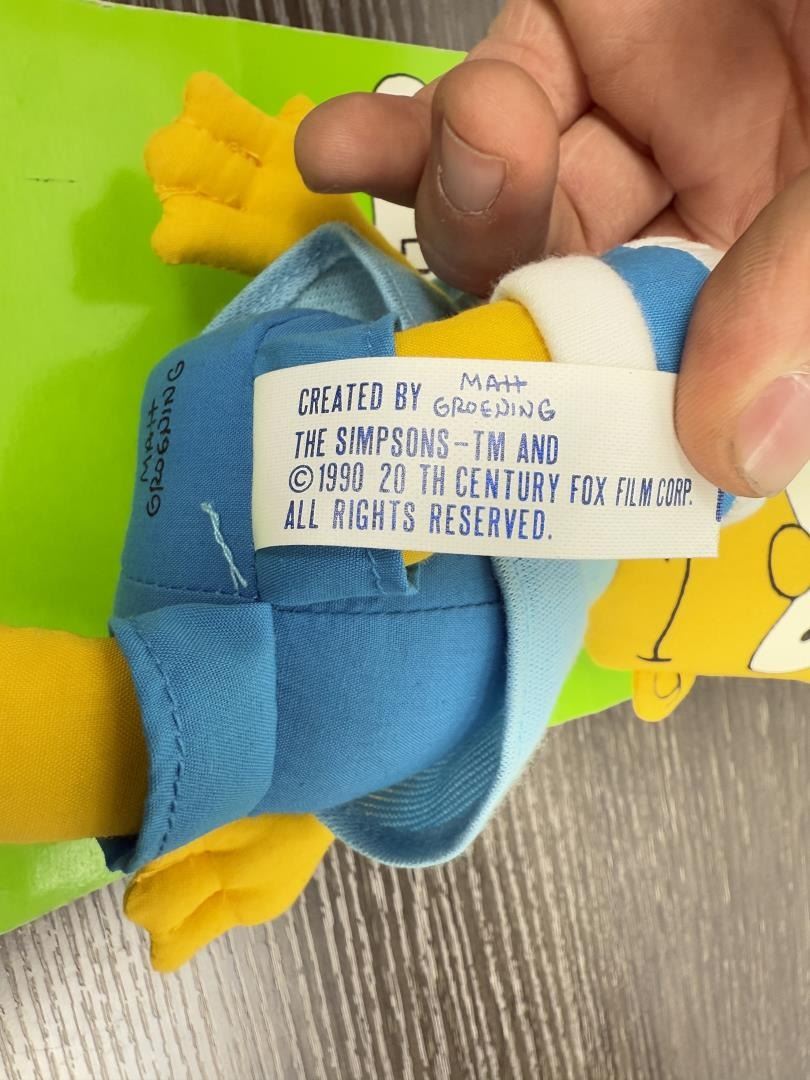 CREATED BY MATT GROENING
THE SIMPSONS-TM AND
©1990 20 TH CENTURY FOX FILM CORP.
ALL RIGHTS RESERVED.
MATT
GROENING